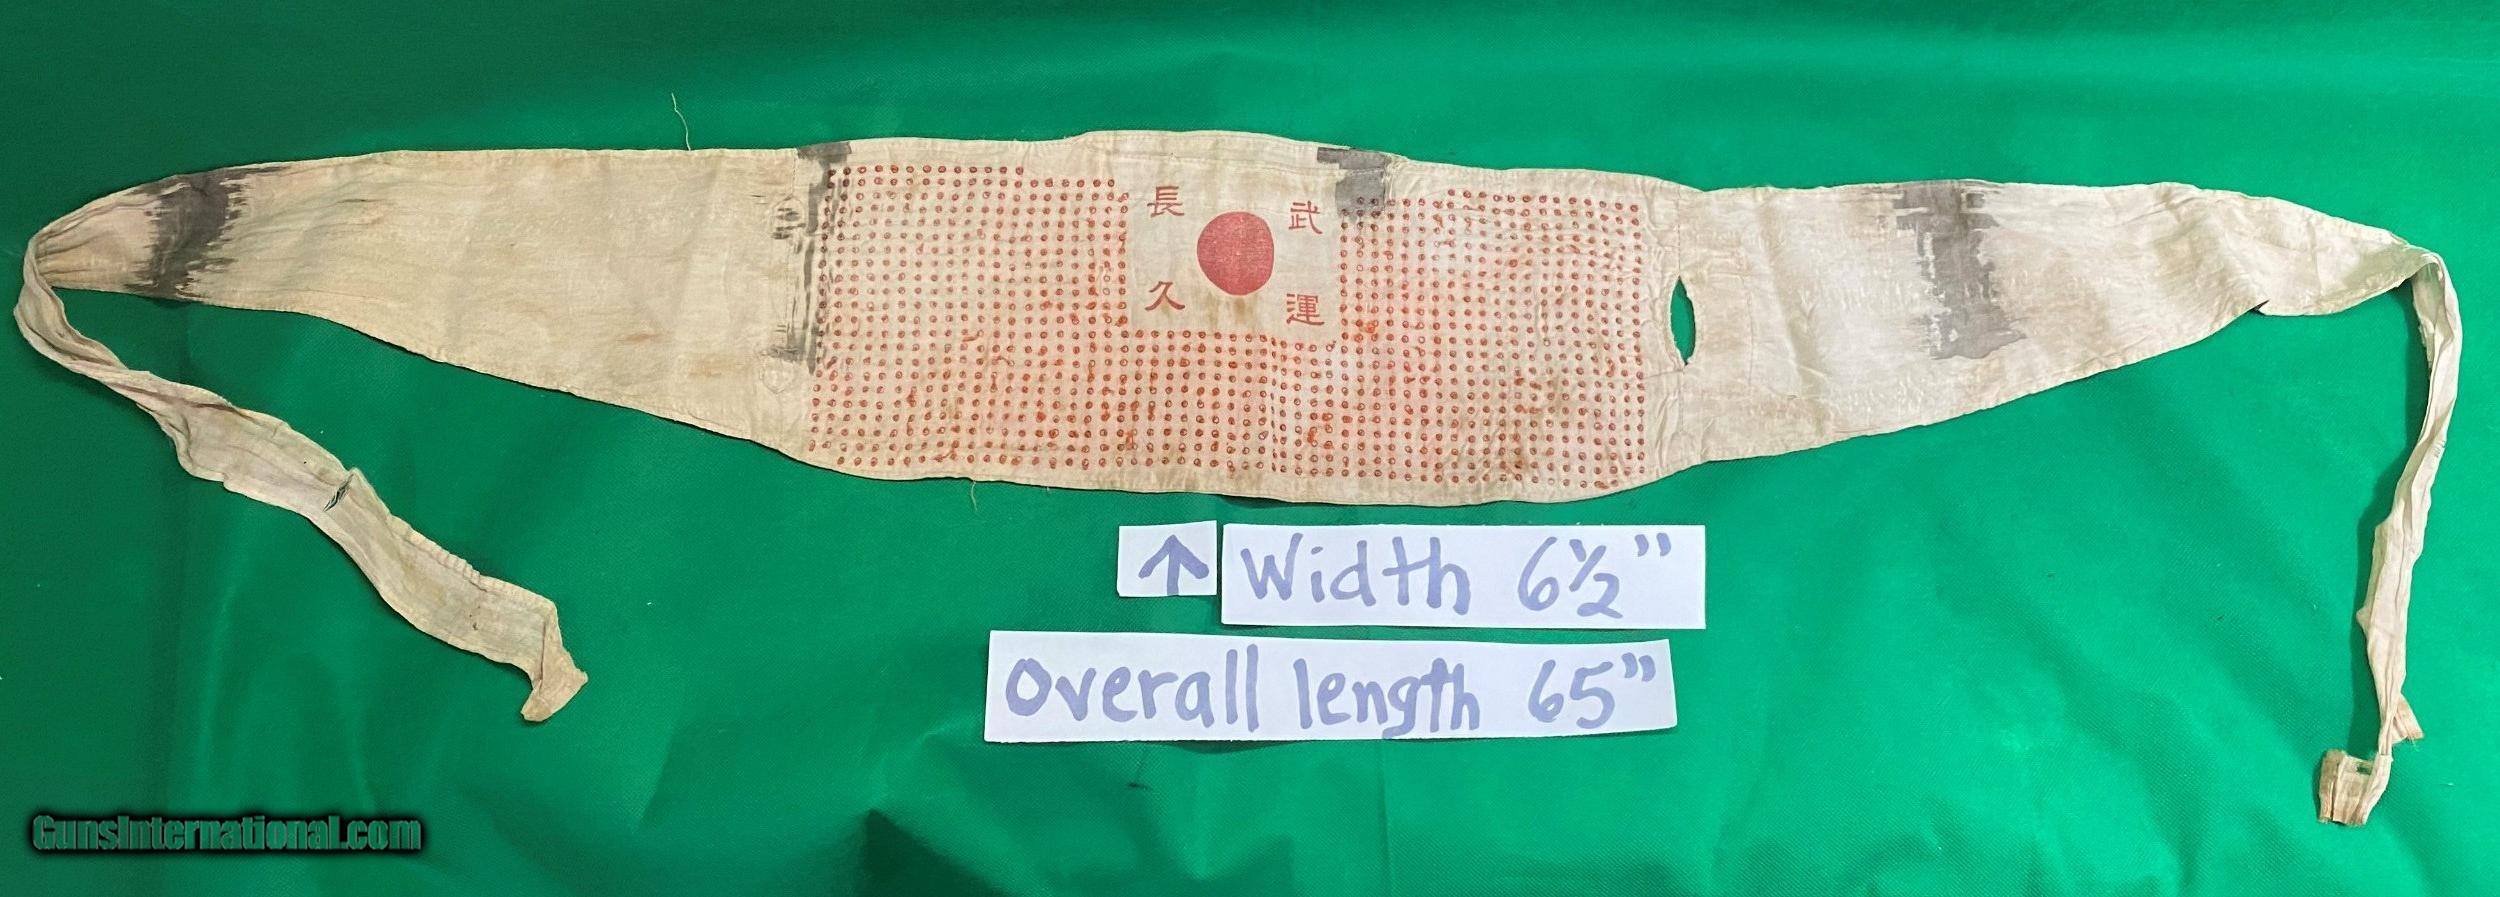 武運
長久
↑ Width 6½"
Overall length 65"
GunsInternational.com